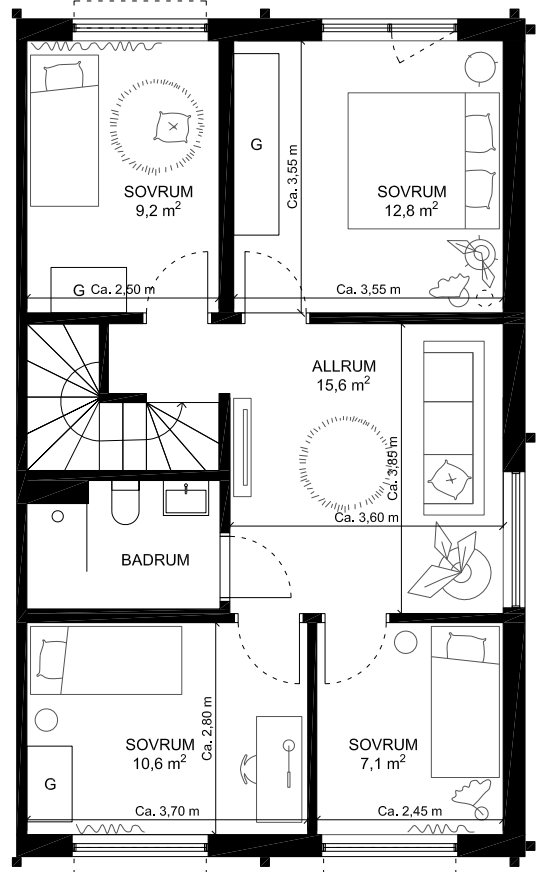 SOVRUM
9,2 m²
G
Ca. 2,50 m
G
Ca. 3,55 m
SOVRUM
12,8 m²
Ca. 3,55 m
ALLRUM
15,6 m²
Ca. 3,85 m
Ca. 3,60 m
BADRUM
SOVRUM
10,6 m²
G
Ca. 2,80 m
Ca. 3,70 m
SOVRUM
7,1 m²
Ca. 2,45 m